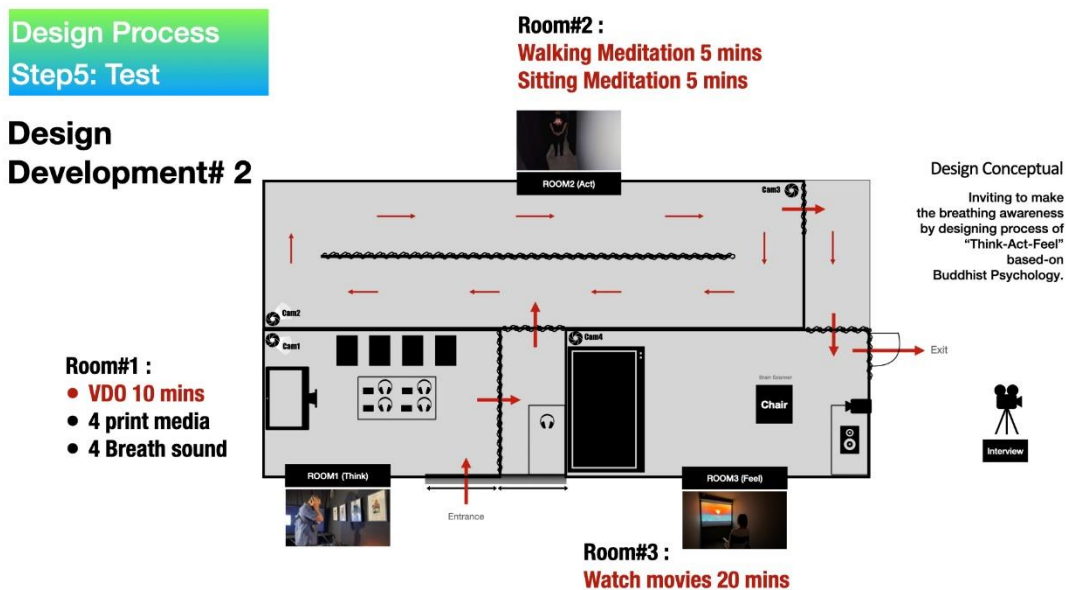 Design Process
Step5: Test
Design
Development# 2
Room#2 :
Walking Meditation 5 mins
Sitting Meditation 5 mins
ROOM2 (Act)
Cam3
Design Conceptual
Inviting to make
the breathing awareness
by designing process of
“Think-Act-Feel”
based-on
Buddhist Psychology.
Cam2
Cam1
Cam4
Room#1 :
• VDO 10 mins
• 4 print media
• 4 Breath sound
Brain Scanner
Chair
Exit
Interview
ROOM1 (Think)
Entrance
ROOM3 (Feel)
Room#3 :
Watch movies 20 mins